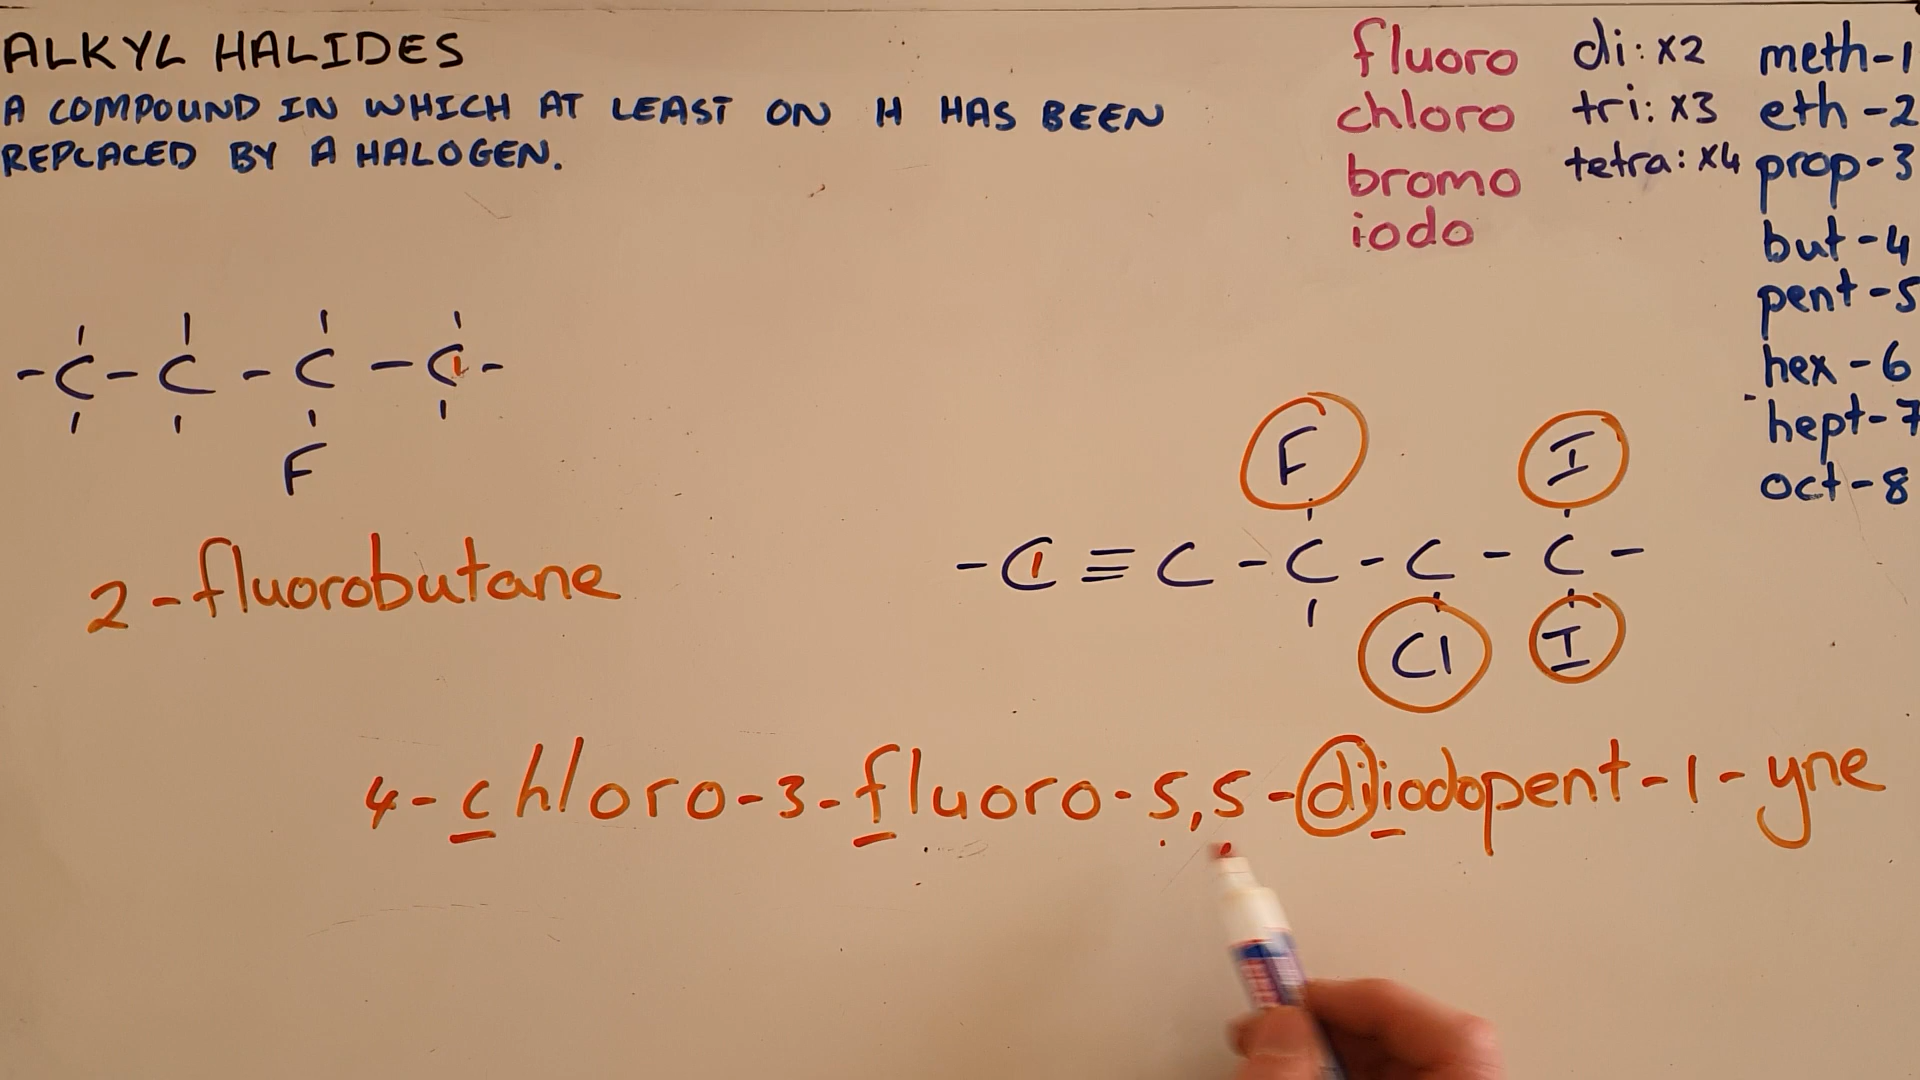 ALKYL HALIDES
A COMPOUND IN WHICH AT LEAST ON H HAS BEEN
REPLACED BY A HALOGEN.
fluoro
chloro
bromo
iodo
di: x2
tri: x3
tetra: x4
meth-1
eth-2
prop-3
but-4
pent-5
hex-6
hept-7
oct-8
-C-C-C-C-
1
F
2-fluorobutane
F I
-C≡C-C-C-C-
1
Cl I
4-chloro-3-fluoro-5,5-diiodopent-1-yne